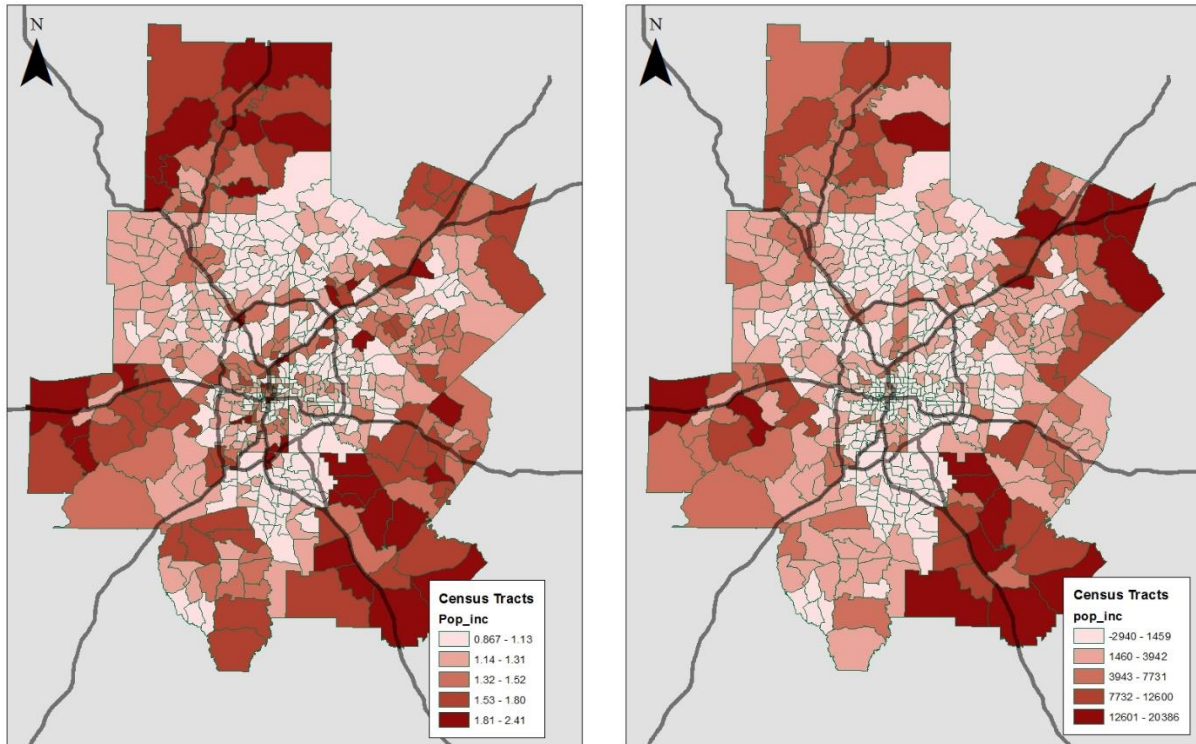 N
Census Tracts
Pop_inc
0.867 - 1.13
1.14 - 1.31
1.32 - 1.52
1.53 - 1.80
1.81 - 2.41
N
Census Tracts
pop_inc
-2940 - 1459
1460 - 3942
3943 - 7731
7732 - 12600
12601 - 20386